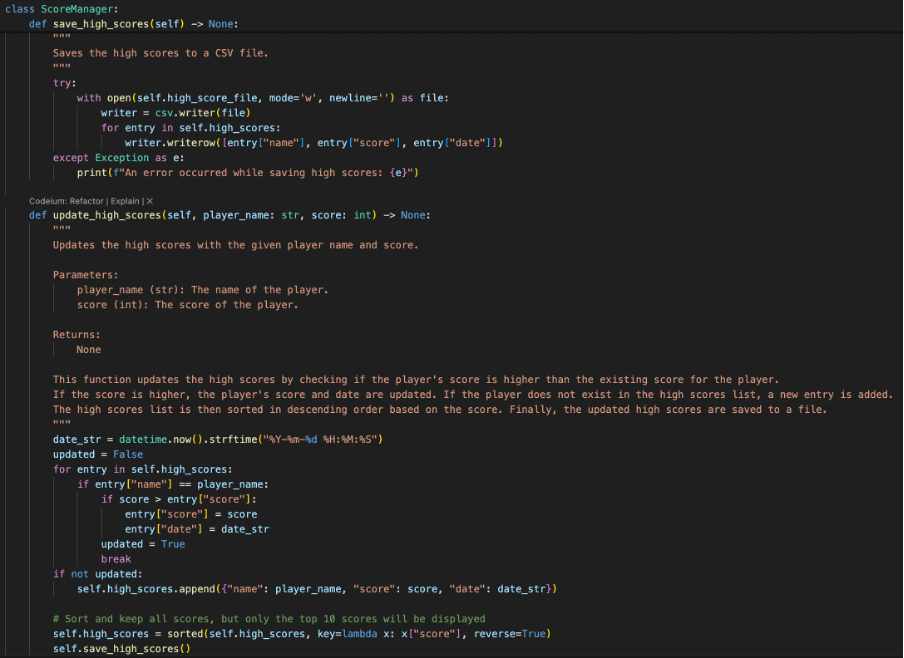 class ScoreManager:
    def save_high_scores(self) -> None:
        """
        Saves the high scores to a CSV file.
        """
        try:
            with open(self.high_score_file, mode='w', newline='') as file:
                writer = csv.writer(file)
                for entry in self.high_scores:
                    writer.writerow([entry["name"], entry["score"], entry["date"]])
        except Exception as e:
            print(f"An error occurred while saving high scores: {e}")
    Codeium: Refactor | Explain | X
    def update_high_scores(self, player_name: str, score: int) -> None:
        """
        Updates the high scores with the given player name and score.

        Parameters:
            player_name (str): The name of the player.
            score (int): The score of the player.

        Returns:
            None

        This function updates the high scores by checking if the player's score is higher than the existing score for the player.
        If the score is higher, the player's score and date are updated. If the player does not exist in the high scores list, a new entry is added.
        The high scores list is then sorted in descending order based on the score. Finally, the updated high scores are saved to a file.
        """
        date_str = datetime.now().strftime("%Y-%m-%d %H:%M:%S")
        updated = False
        for entry in self.high_scores:
            if entry["name"] == player_name:
                if score > entry["score"]:
                    entry["score"] = score
                    entry["date"] = date_str
                updated = True
                break
        if not updated:
            self.high_scores.append({"name": player_name, "score": score, "date": date_str})

        # Sort and keep all scores, but only the top 10 scores will be displayed
        self.high_scores = sorted(self.high_scores, key=lambda x: x["score"], reverse=True)
        self.save_high_scores()